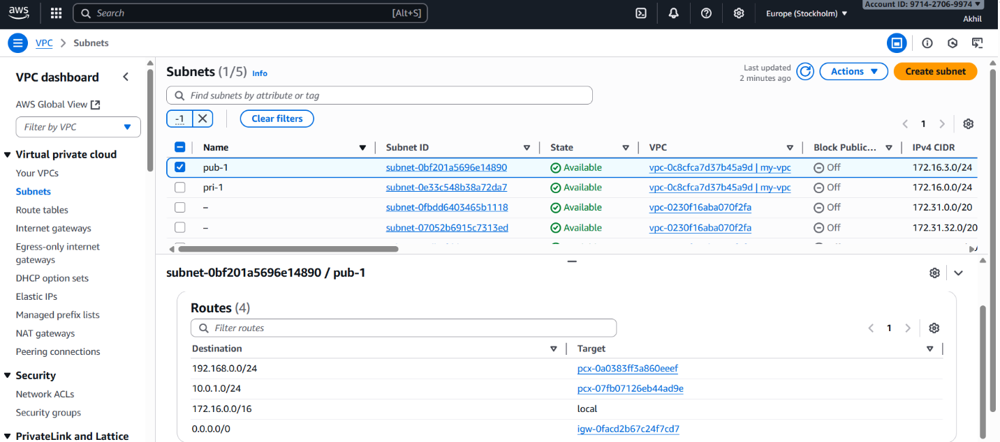 aws
Search [Alt+S]
Europe (Stockholm)
Account ID: 9714-2706-9974
Akhil
VPC > Subnets
VPC dashboard
AWS Global View
Filter by VPC
Virtual private cloud
Your VPCs
Subnets
Route tables
Internet gateways
Egress-only internet
gateways
DHCP option sets
Elastic IPs
Managed prefix lists
NAT gateways
Peering connections
Security
Network ACLs
Security groups
PrivateLink and Lattice
Subnets (1/5) Info
Last updated
2 minutes ago
Actions
Create subnet
Find subnets by attribute or tag
-1
Clear filters
1
Name Subnet ID State VPC Block Public... IPv4 CIDR
pub-1 subnet-0bf201a5696e14890 Available vpc-0c8cfca7d37b45a9d | my-vpc Off 172.16.3.0/24
pri-1 subnet-0e33c548b38a72da7 Available vpc-0c8cfca7d37b45a9d | my-vpc Off 172.16.0.0/24
– subnet-0fbdd6403465b1118 Available vpc-0230f16aba070f2fa Off 172.31.0.0/20
– subnet-07052b6915c7313ed Available vpc-0230f16aba070f2fa Off 172.31.32.0/20
subnet-0bf201a5696e14890 / pub-1
Routes (4)
Filter routes
1
Destination Target
192.168.0.0/24 pcx-0a0383ff3a860eeef
10.0.1.0/24 pcx-07fb07126eb44ad9e
172.16.0.0/16 local
0.0.0.0/0 igw-0facd2b67c24f7cd7